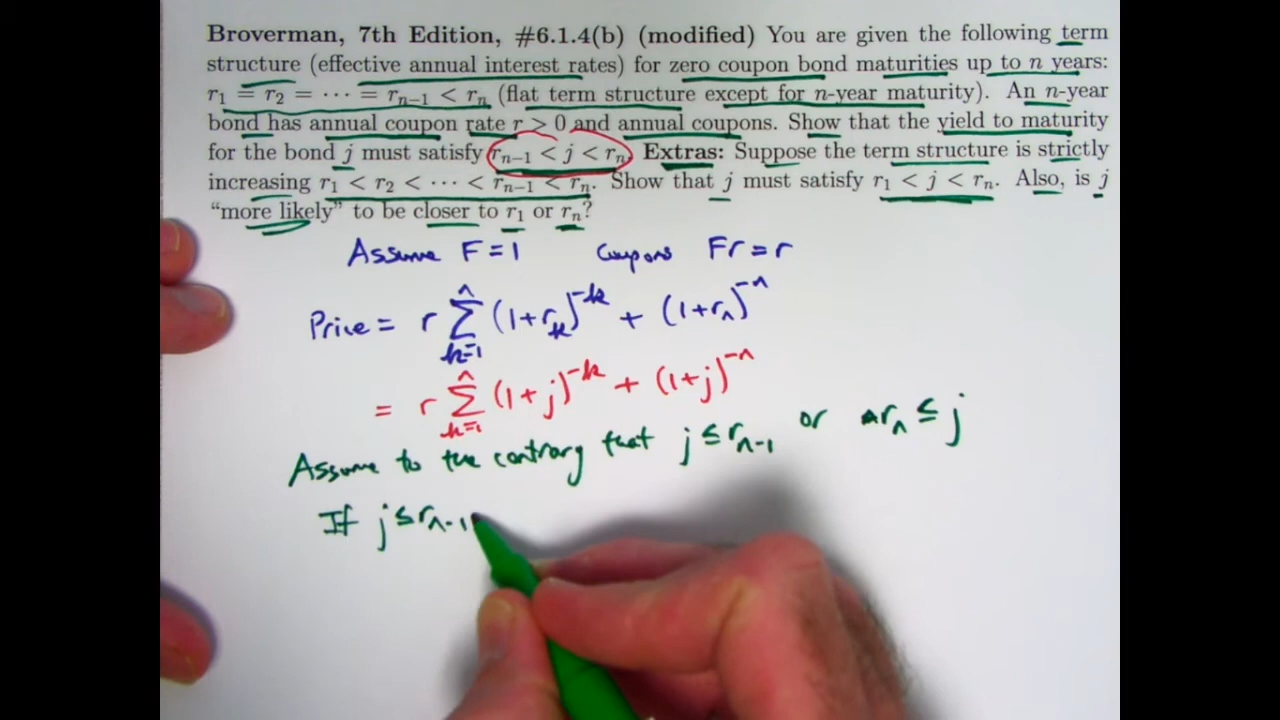 Broverman, 7th Edition, #6.1.4(b) (modified) You are given the following term
structure (effective annual interest rates) for zero coupon bond maturities up to n years:
r₁ = r₂ = ⋯ = rₙ₋₁ < rₙ (flat term structure except for n-year maturity). An n-year
bond has annual coupon rate r > 0 and annual coupons. Show that the yield to maturity
for the bond j must satisfy rₙ₋₁ < j < rₙ. Extras: Suppose the term structure is strictly
increasing r₁ < r₂ < ⋯ < rₙ₋₁ < rₙ. Show that j must satisfy r₁ < j < rₙ. Also, is j
“more likely” to be closer to r₁ or rₙ?
Assume F = 1 Coupons Fr = r
Price = r ∑ₖ₌₁ⁿ (1+rₖ)⁻ᵏ + (1+rₙ)⁻ⁿ
= r ∑ₖ₌₁ⁿ (1+j)⁻ᵏ + (1+j)⁻ⁿ
Assume to the contrary that j ≤ rₙ₋₁ or rₙ ≤ j
If j ≤ rₙ₋₁